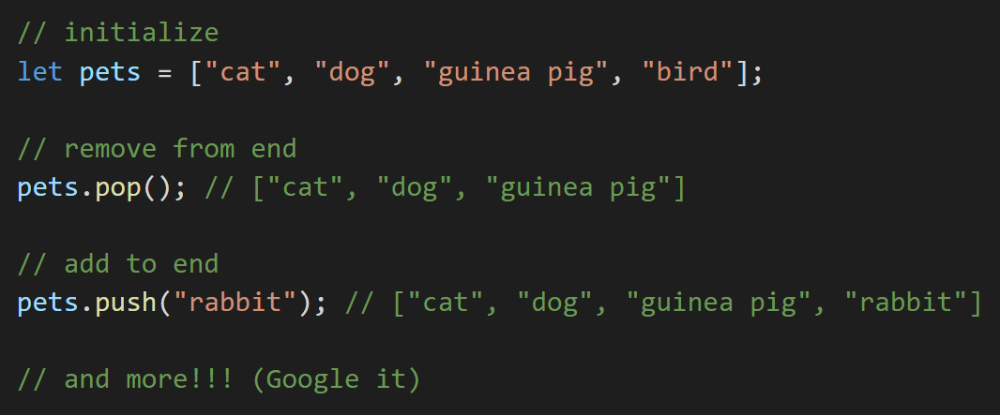 // initialize
let pets = ["cat", "dog", "guinea pig", "bird"];
// remove from end
pets.pop(); // ["cat", "dog", "guinea pig"]
// add to end
pets.push("rabbit"); // ["cat", "dog", "guinea pig", "rabbit"]
// and more!!! (Google it)